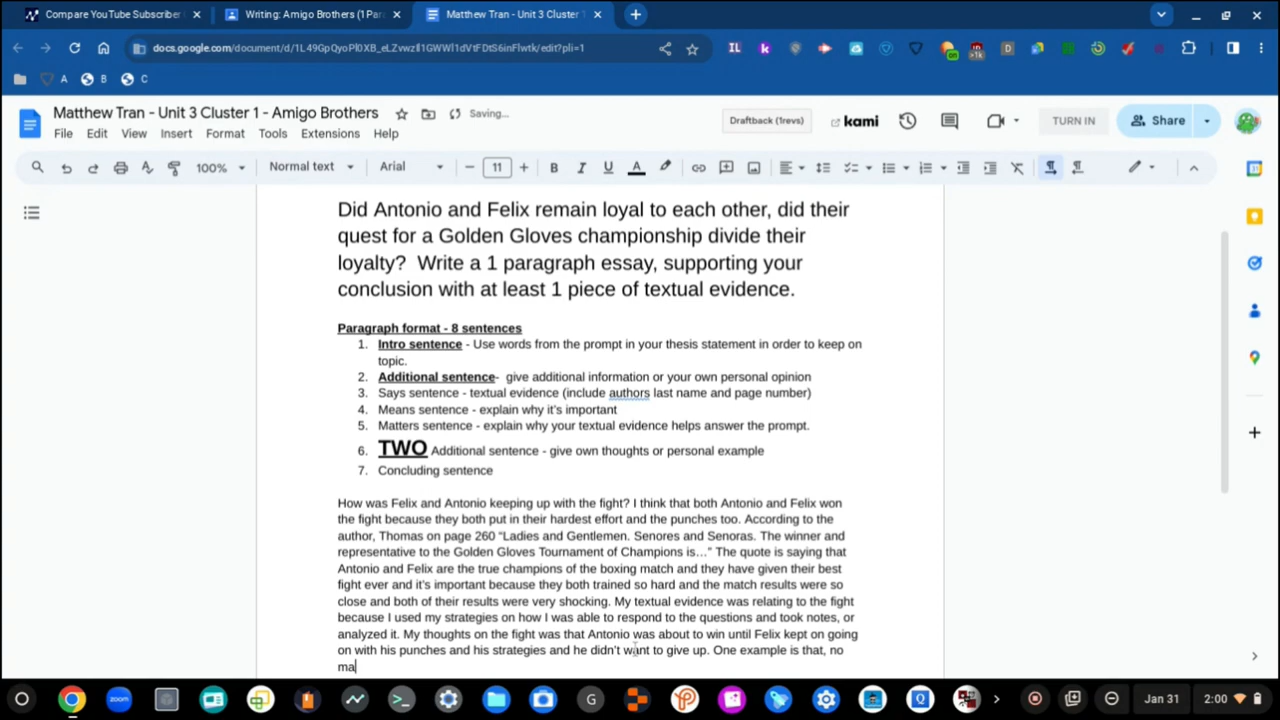 Compare YouTube Subscriber
Writing: Amigo Brothers (1 Par
Matthew Tran - Unit 3 Cluster 1
docs.google.com/document/d/1L49GpQyoPl0XB_eLZvwzlI1GWWl1dVtFDtS6inFlwtk/edit?pli=1
A B C
Matthew Tran - Unit 3 Cluster 1 - Amigo Brothers
Saving...
File Edit View Insert Format Tools Extensions Help
Draftback (1revs)
kami
TURN IN
Share
100% Normal text Arial 11
Did Antonio and Felix remain loyal to each other, did their
quest for a Golden Gloves championship divide their
loyalty? Write a 1 paragraph essay, supporting your
conclusion with at least 1 piece of textual evidence.
Paragraph format - 8 sentences
1. Intro sentence - Use words from the prompt in your thesis statement in order to keep on
topic.
2. Additional sentence- give additional information or your own personal opinion
3. Says sentence - textual evidence (include authors last name and page number)
4. Means sentence - explain why it's important
5. Matters sentence - explain why your textual evidence helps answer the prompt.
6. TWO Additional sentence - give own thoughts or personal example
7. Concluding sentence
How was Felix and Antonio keeping up with the fight? I think that both Antonio and Felix won
the fight because they both put in their hardest effort and the punches too. According to the
author, Thomas on page 260 “Ladies and Gentlemen. Senores and Senoras. The winner and
representative to the Golden Gloves Tournament of Champions is…” The quote is saying that
Antonio and Felix are the true champions of the boxing match and they have given their best
fight ever and it’s important because they both trained so hard and the match results were so
close and both of their results were very shocking. My textual evidence was relating to the fight
because I used my strategies on how I was able to respond to the questions and took notes, or
analyzed it. My thoughts on the fight was that Antonio was about to win until Felix kept on going
on with his punches and his strategies and he didn’t want to give up. One example is that, no
ma
zoom
Jan 31 2:00